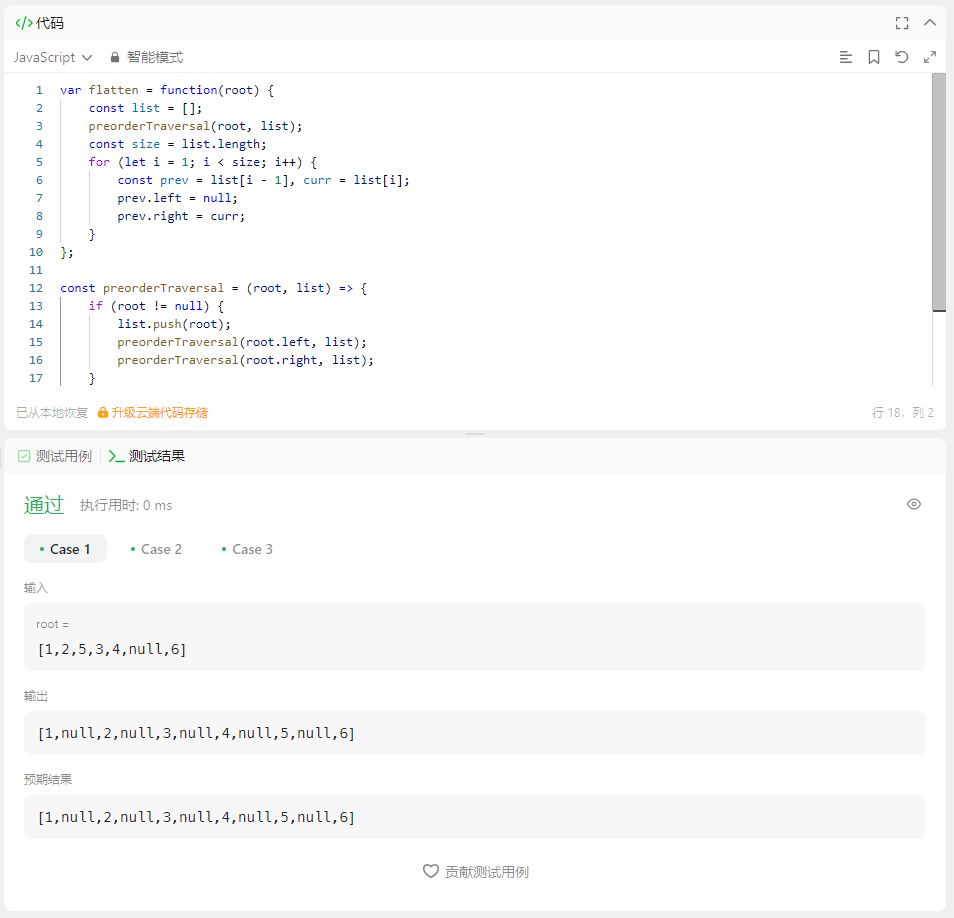 </> 代码
JavaScript 智能模式
1 var flatten = function(root) {
2     const list = [];
3     preorderTraversal(root, list);
4     const size = list.length;
5     for (let i = 1; i < size; i++) {
6         const prev = list[i - 1], curr = list[i];
7         prev.left = null;
8         prev.right = curr;
9     }
10 };
11
12 const preorderTraversal = (root, list) => {
13     if (root != null) {
14         list.push(root);
15         preorderTraversal(root.left, list);
16         preorderTraversal(root.right, list);
17     }
已从本地恢复 升级云端代码存储 行 18, 列 2
测试用例 >_ 测试结果
通过 执行用时: 0 ms
• Case 1 • Case 2 • Case 3
输入
root =
[1,2,5,3,4,null,6]
输出
[1,null,2,null,3,null,4,null,5,null,6]
预期结果
[1,null,2,null,3,null,4,null,5,null,6]
贡献测试用例